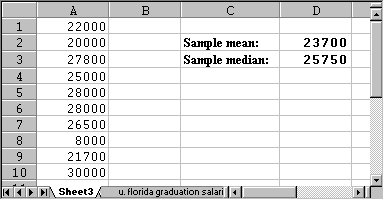 A B C D
1 22000
2 20000 Sample mean: 23700
3 27800 Sample median: 25750
4 25000
5 28000
6 28000
7 26500
8 8000
9 21700
10 30000
Sheet3 u. florida graduation salari